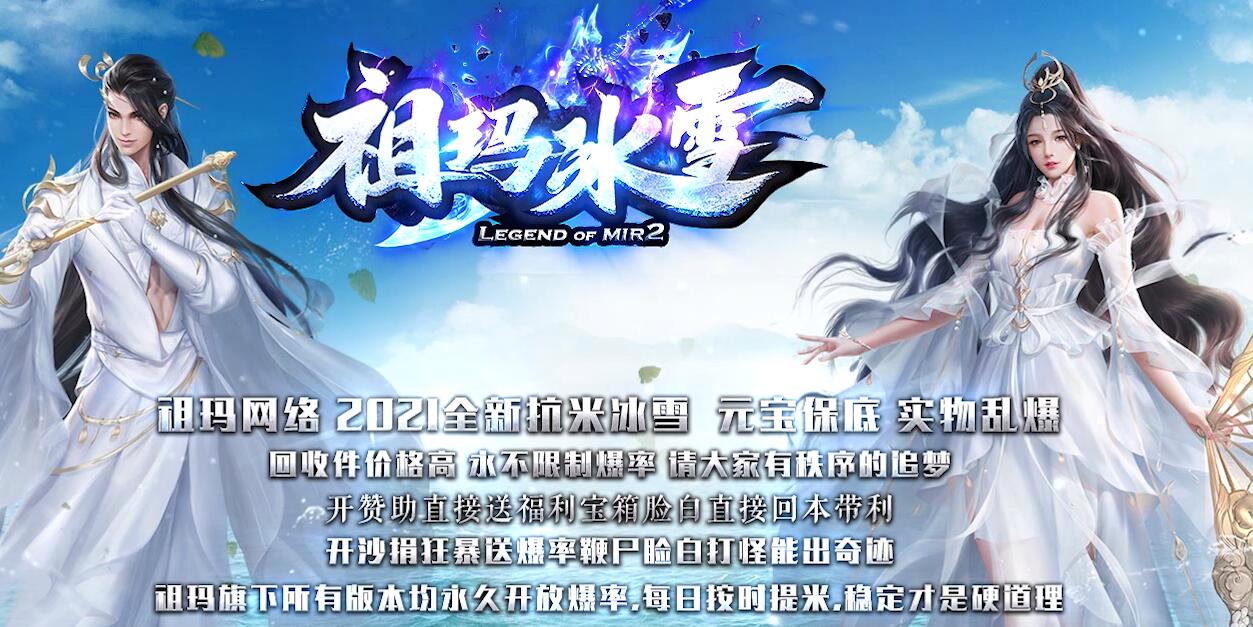 祖玛冰雪
LEGEND OF MIR2
祖玛网络 2021全新抗米冰雪 元宝保底 实物乱爆
回收件价格高 永不限制爆率 请大家有秩序的追梦
开赞助直接送福利宝箱脸自直接回本带利
开沙捐狂暴送爆率鞭尸脸白打怪能出奇迹
祖玛旗下所有版本均永久开放爆率,每日按时提米,稳定才是硬道理